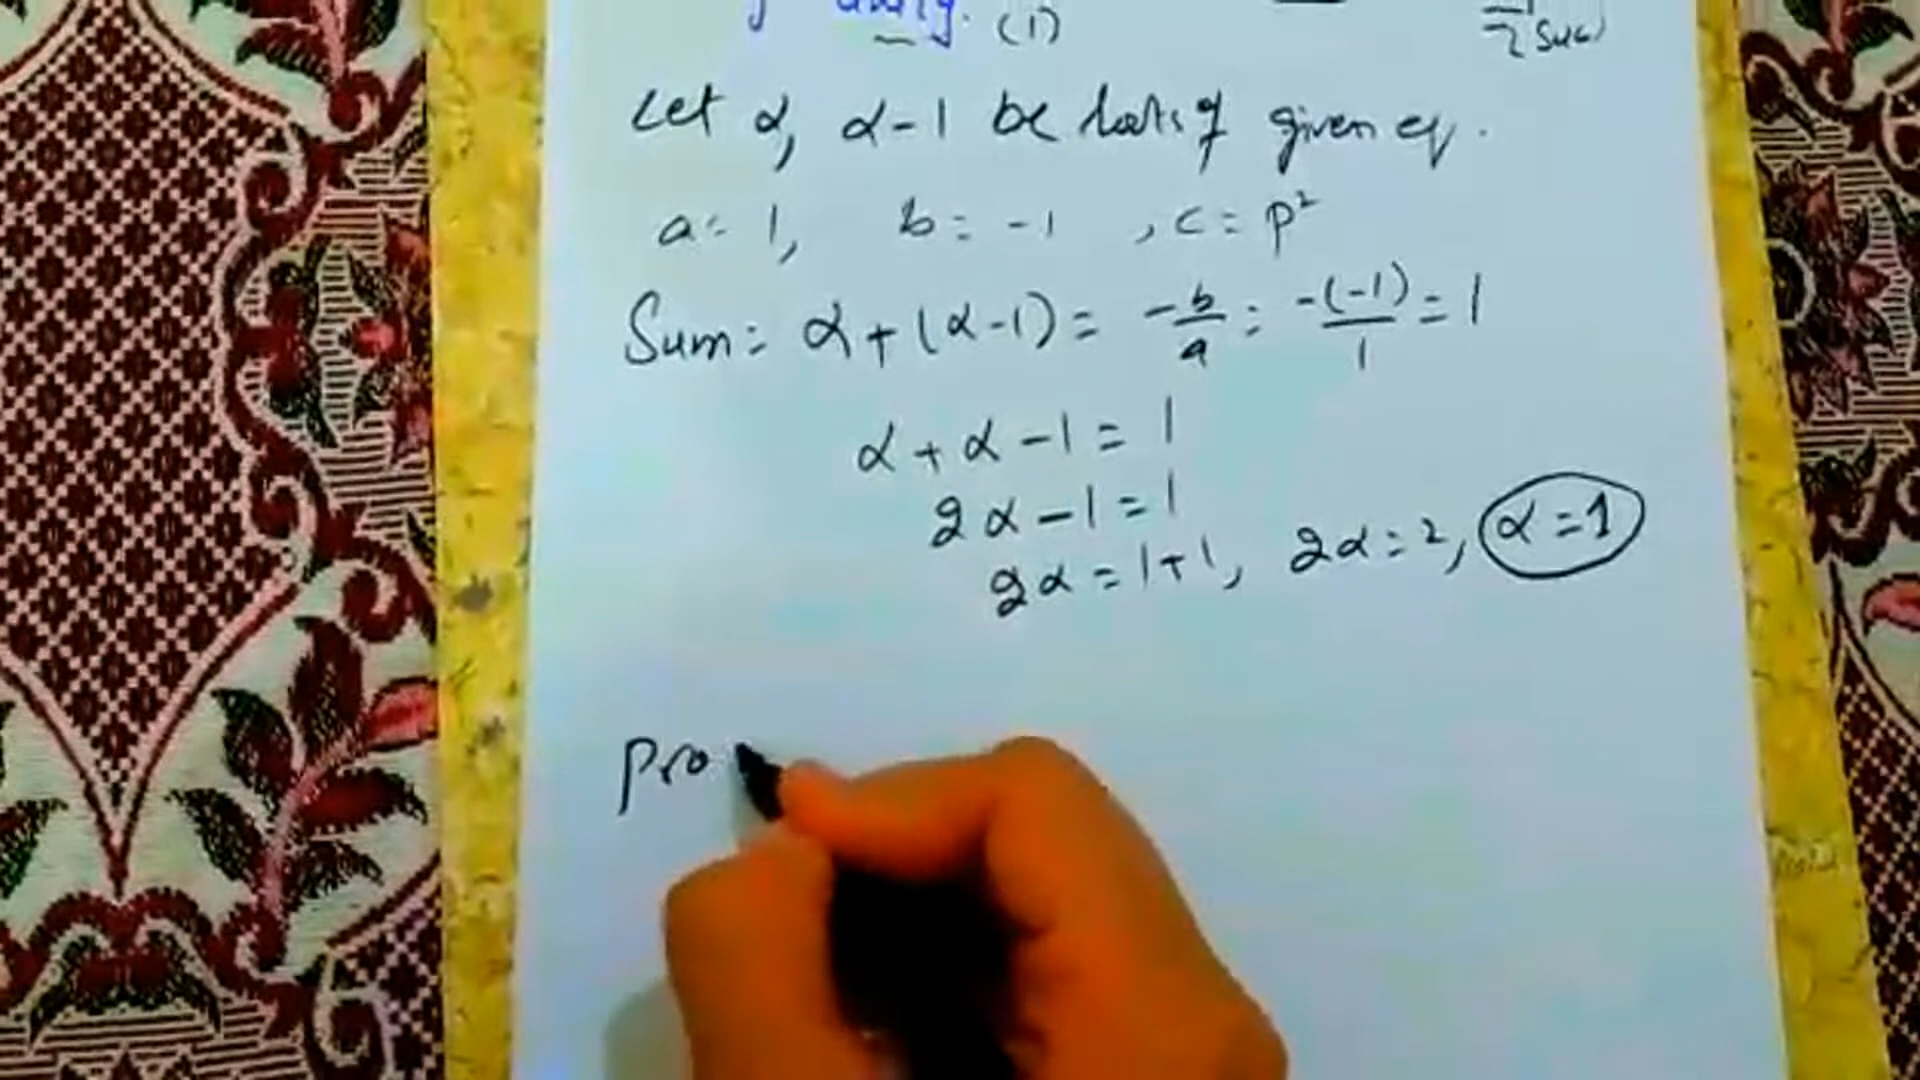 (1)
Let α, α-1 be roots of given eq.
a = 1, b = -1, c = p²
Sum = α + (α-1) = -b/a = -(-1)/1 = 1
α + α - 1 = 1
2α - 1 = 1
2α = 1+1, 2α = 2, α = 1
Pro